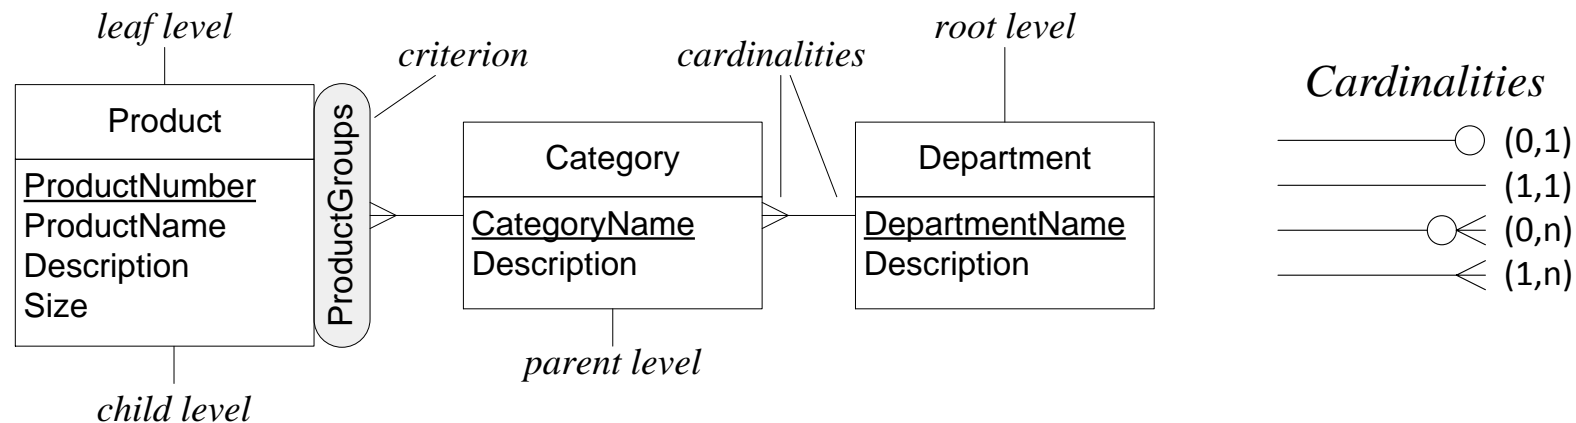 leaf level
criterion
cardinalities
root level
Cardinalities
Product
ProductNumber
ProductName
Description
Size
ProductGroups
Category
CategoryName
Description
Department
DepartmentName
Description
(0,1)
(1,1)
(0,n)
(1,n)
parent level
child level